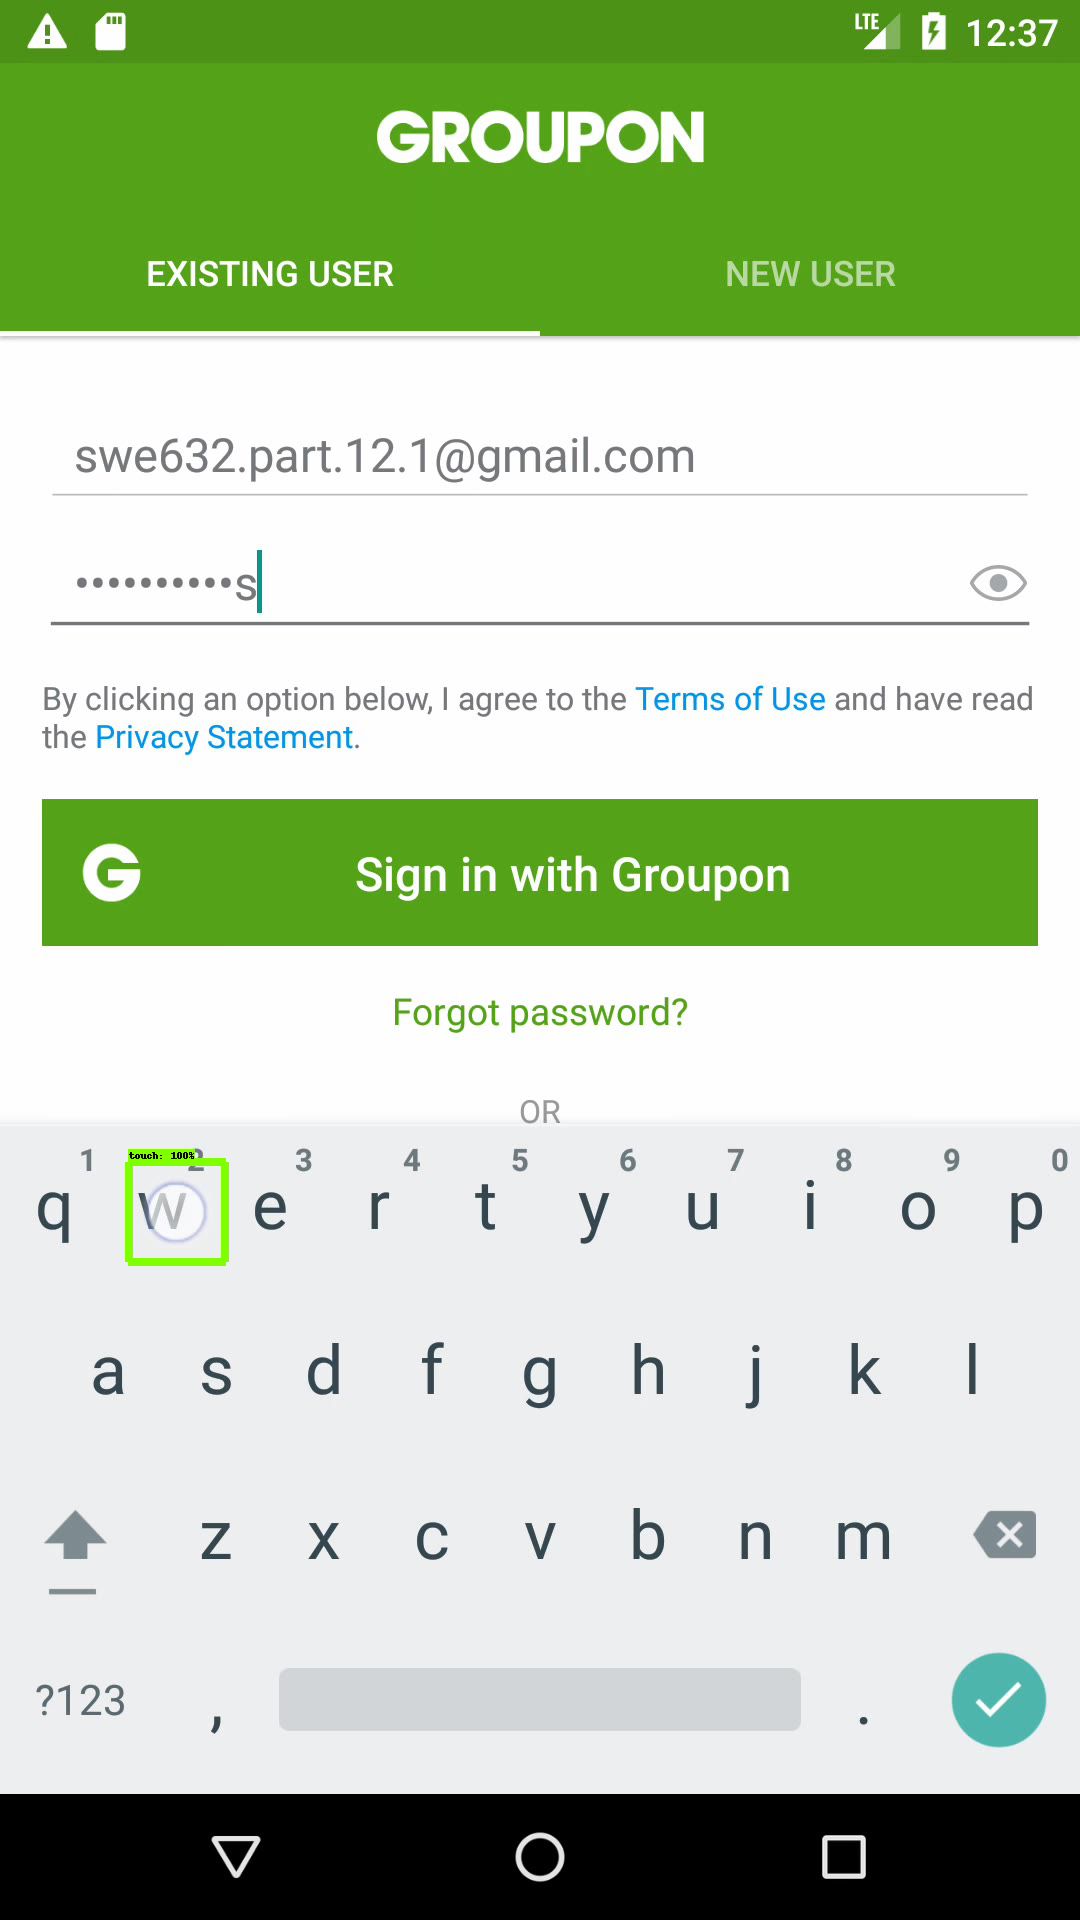 LTE 12:37
GROUPON
EXISTING USER NEW USER
swe632.part.12.1@gmail.com
••••••••••s
By clicking an option below, I agree to the Terms of Use and have read
the Privacy Statement.
G Sign in with Groupon
Forgot password?
OR
touch: 100%
1 2 3 4 5 6 7 8 9 0
q w e r t y u i o p
a s d f g h j k l
z x c v b n m
?123 , .